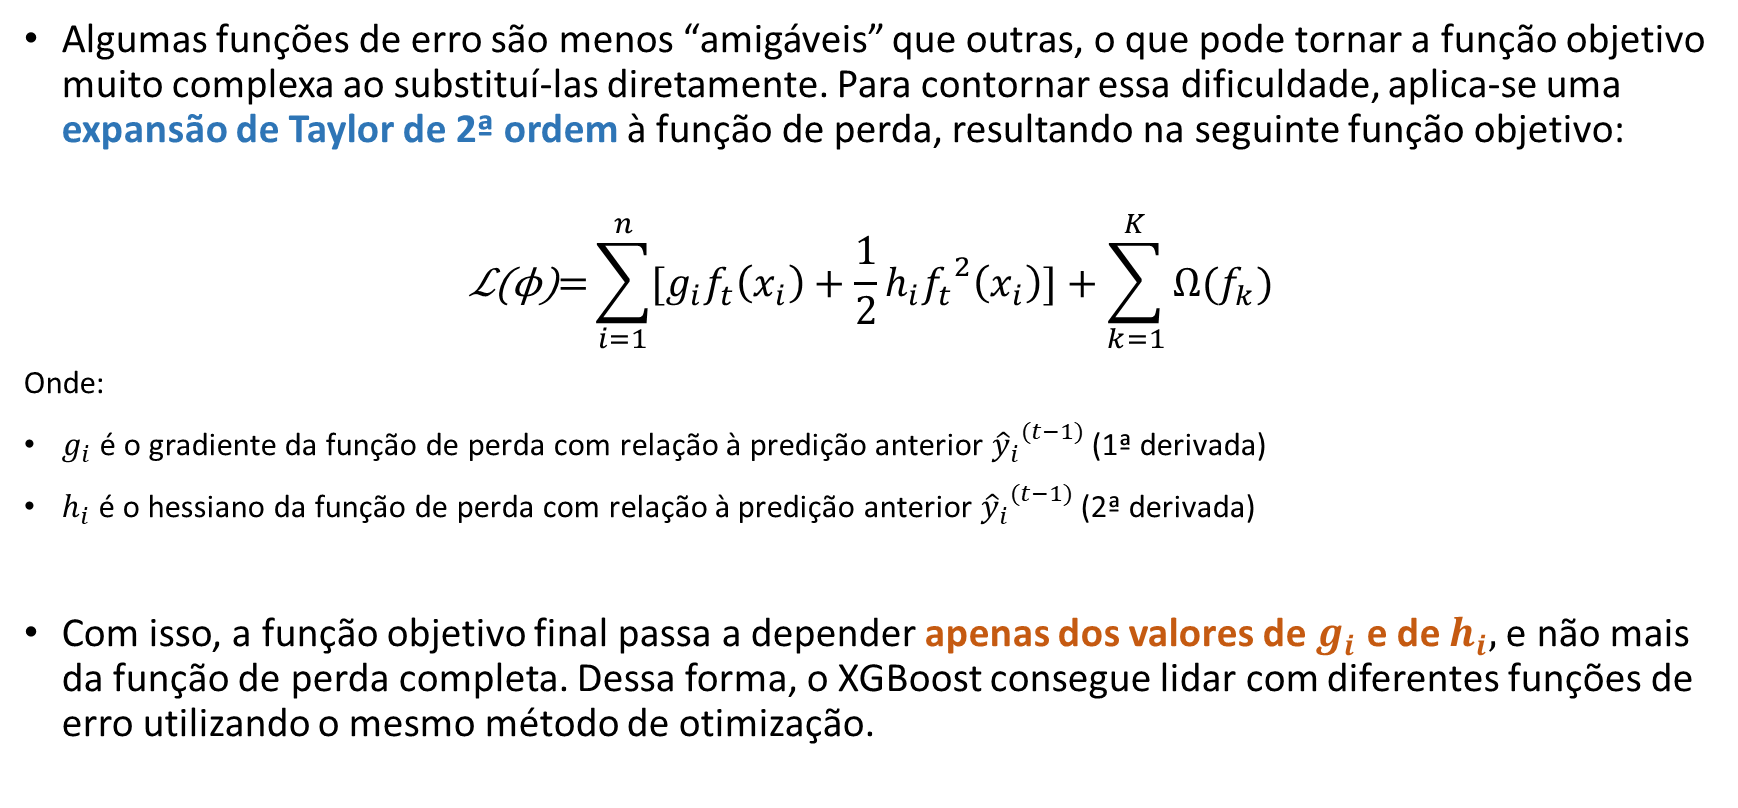 • Algumas funções de erro são menos “amigáveis” que outras, o que pode tornar a função objetivo
muito complexa ao substituí-las diretamente. Para contornar essa dificuldade, aplica-se uma
expansão de Taylor de 2ª ordem à função de perda, resultando na seguinte função objetivo:
ℒ(ϕ)= ∑_{i=1}^{n} [g_i f_t(x_i) + \frac{1}{2} h_i f_t^2(x_i)] + ∑_{k=1}^{K} Ω(f_k)
Onde:
• g_i é o gradiente da função de perda com relação à predição anterior ŷ_i^{(t−1)} (1ª derivada)
• h_i é o hessiano da função de perda com relação à predição anterior ŷ_i^{(t−1)} (2ª derivada)
• Com isso, a função objetivo final passa a depender apenas dos valores de g_i e de h_i, e não mais
da função de perda completa. Dessa forma, o XGBoost consegue lidar com diferentes funções de
erro utilizando o mesmo método de otimização.